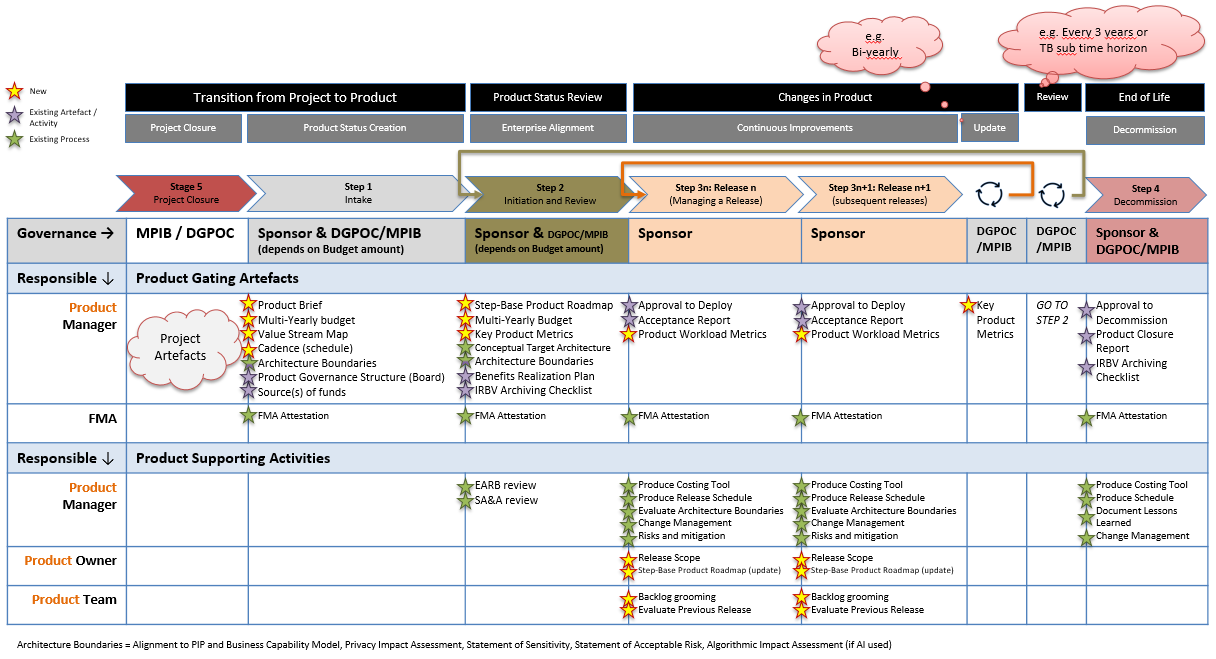 e.g.
Bi-yearly
e.g. Every 3 years or
TB sub time horizon
New
Existing Artefact /
Activity
Existing Process
Transition from Project to Product
Product Status Review
Changes in Product
Review
End of Life
Project Closure
Product Status Creation
Enterprise Alignment
Continuous Improvements
Update
Decommission
Stage 5
Project Closure
Step 1
Intake
Step 2
Initiation and Review
Step 3n: Release n
(Managing a Release)
Step 3n+1: Release n+1
(subsequent releases)
Step 4
Decommission
Governance →
MPIB / DGPOC
Sponsor & DGPOC/MPIB
(depends on Budget amount)
Sponsor & DGPOC/MPIB
(depends on Budget amount)
Sponsor
Sponsor
DGPOC
/MPIB
DGPOC
/MPIB
Sponsor &
DGPOC/MPIB
Responsible ↓
Product Gating Artefacts
Product
Manager
Project
Artefacts
Product Brief
Multi-Yearly budget
Value Stream Map
Cadence (schedule)
Architecture Boundaries
Product Governance Structure (Board)
Source(s) of funds
Step-Base Product Roadmap
Multi-Yearly Budget
Key Product Metrics
Conceptual Target Architecture
Architecture Boundaries
Benefits Realization Plan
IRBV Archiving Checklist
Approval to Deploy
Acceptance Report
Product Workload Metrics
Approval to Deploy
Acceptance Report
Product Workload Metrics
Key
Product
Metrics
GO TO
STEP 2
Approval to
Decommission
Product Closure
Report
IRBV Archiving
Checklist
FMA
FMA Attestation
FMA Attestation
FMA Attestation
FMA Attestation
FMA Attestation
Responsible ↓
Product Supporting Activities
Product
Manager
EARB review
SA&A review
Produce Costing Tool
Produce Release Schedule
Evaluate Architecture Boundaries
Change Management
Risks and mitigation
Produce Costing Tool
Produce Release Schedule
Evaluate Architecture Boundaries
Change Management
Risks and mitigation
Produce Costing Tool
Produce Schedule
Document Lessons
Learned
Change Management
Product Owner
Release Scope
Step-Base Product Roadmap (update)
Release Scope
Step-Base Product Roadmap (update)
Product Team
Backlog grooming
Evaluate Previous Release
Backlog grooming
Evaluate Previous Release
Architecture Boundaries = Alignment to PIP and Business Capability Model, Privacy Impact Assessment, Statement of Sensitivity, Statement of Acceptable Risk, Algorithmic Impact Assessment (if AI used)